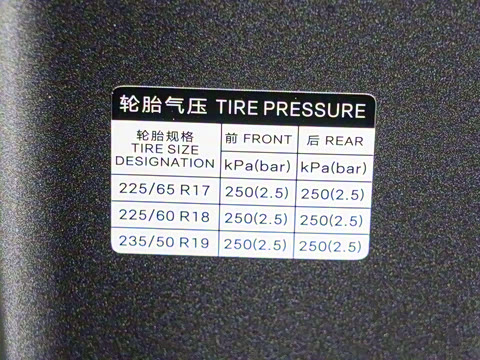 轮胎气压 TIRE PRESSURE
轮胎规格 前 FRONT 后 REAR
TIRE SIZE
DESIGNATION kPa(bar) kPa(bar)
225/65 R17 250(2.5) 250(2.5)
225/60 R18 250(2.5) 250(2.5)
235/50 R19 250(2.5) 250(2.5)